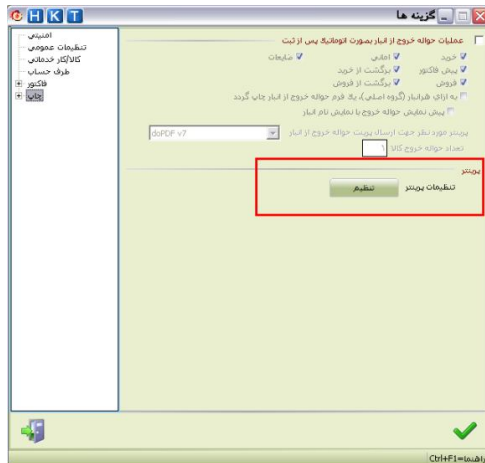 گزینه ها
H K T
امنیتی
تنظیمات عمومی
کالا/کار خدماتی
طرف حساب
فاکتور
چاپ
عملیات حواله خروج از انبار بصورت اتوماتیک پس از ثبت
خرید امانی ضایعات
پیش فاکتور برگشت از خرید
فروش برگشت از فروش
به ازای هرانبار (گروه اصلی)، یک فرم حواله خروج از انبار چاپ گردد
پیش نمایش حواله خروج با نمایش نام انبار
پرینتر مورد نظر جهت ارسال پرینت حواله خروج از انبار doPDF v7
تعداد حواله خروج کالا ۱
پرینتر
تنظیمات پرینتر تنظیم
راهنما=Ctrl+F1